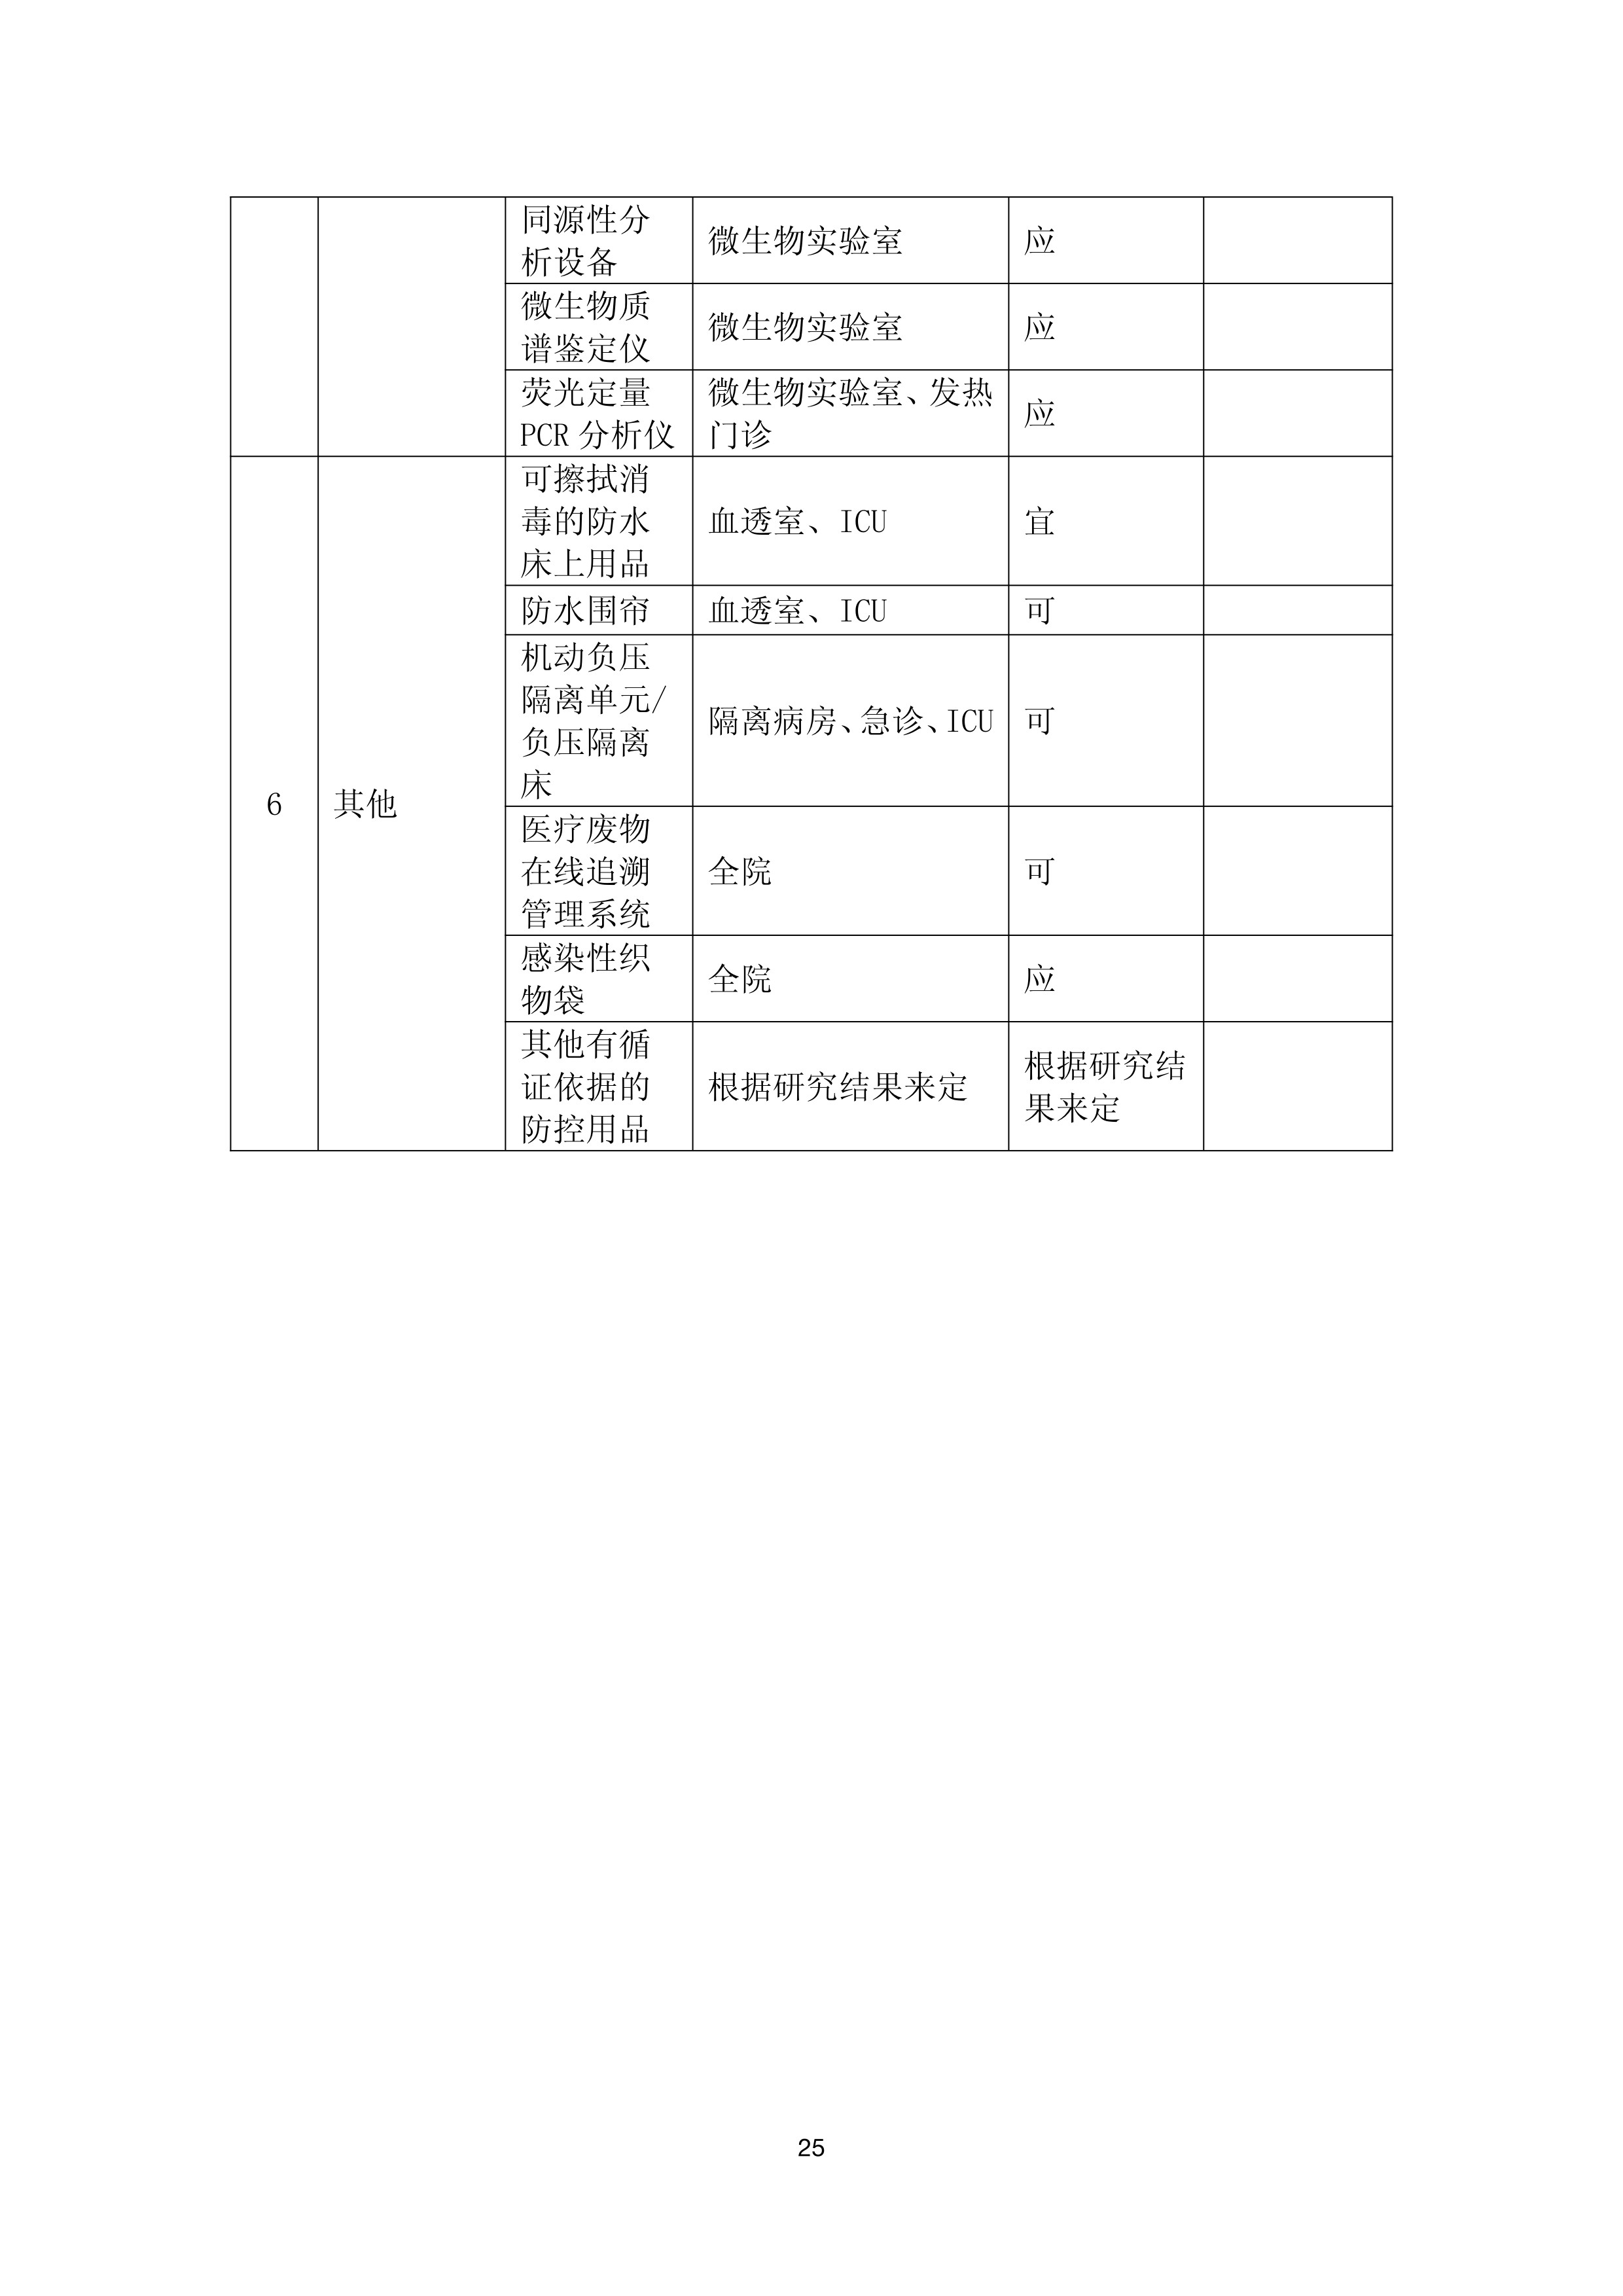 同源性分
析设备
微生物实验室
应
微生物质
谱鉴定仪
微生物实验室
应
荧光定量
PCR 分析仪
微生物实验室、发热
门诊
应
6
其他
可擦拭消
毒的防水
床上用品
血透室、ICU
宜
防水围帘
血透室、ICU
可
机动负压
隔离单元/
负压隔离
床
隔离病房、急诊、ICU
可
医疗废物
在线追溯
管理系统
全院
可
感染性织
物袋
全院
应
其他有循
证依据的
防控用品
根据研究结果来定
根据研究结
果来定
25